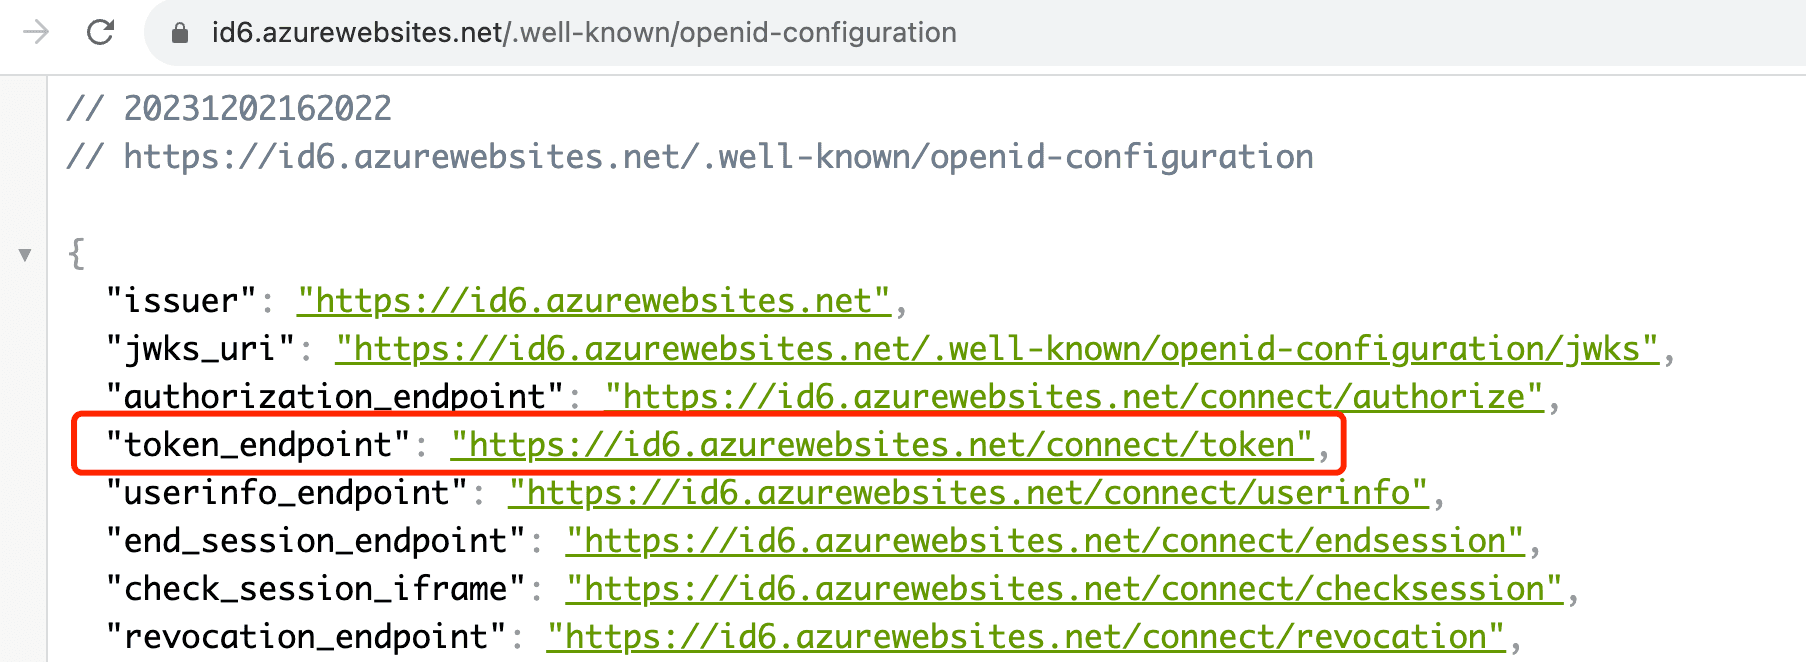 id6.azurewebsites.net/.well-known/openid-configuration
// 20231202162022
// https://id6.azurewebsites.net/.well-known/openid-configuration
{
"issuer": "https://id6.azurewebsites.net",
"jwks_uri": "https://id6.azurewebsites.net/.well-known/openid-configuration/jwks",
"authorization_endpoint": "https://id6.azurewebsites.net/connect/authorize",
"token_endpoint": "https://id6.azurewebsites.net/connect/token",
"userinfo_endpoint": "https://id6.azurewebsites.net/connect/userinfo",
"end_session_endpoint": "https://id6.azurewebsites.net/connect/endsession",
"check_session_iframe": "https://id6.azurewebsites.net/connect/checksession",
"revocation_endpoint": "https://id6.azurewebsites.net/connect/revocation",